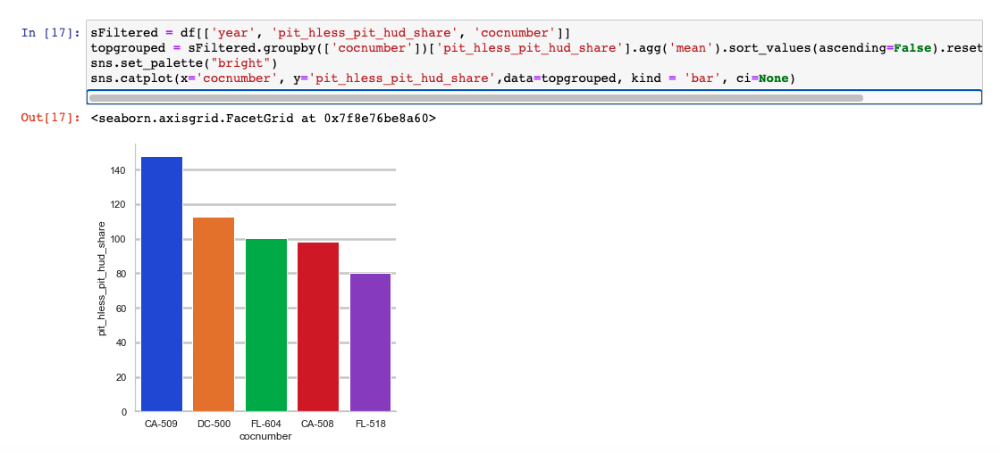 In [17]: sFiltered = df[['year', 'pit_hless_pit_hud_share', 'cocnumber']]
topgrouped = sFiltered.groupby(['cocnumber'])['pit_hless_pit_hud_share'].agg('mean').sort_values(ascending=False).reset
sns.set_palette("bright")
sns.catplot(x='cocnumber', y='pit_hless_pit_hud_share',data=topgrouped, kind = 'bar', ci=None)
Out[17]: <seaborn.axisgrid.FacetGrid at 0x7f8e76be8a60>
140
120
100
80
60
40
20
0
pit_hless_pit_hud_share
CA-509 DC-500 FL-604 CA-508 FL-518
cocnumber